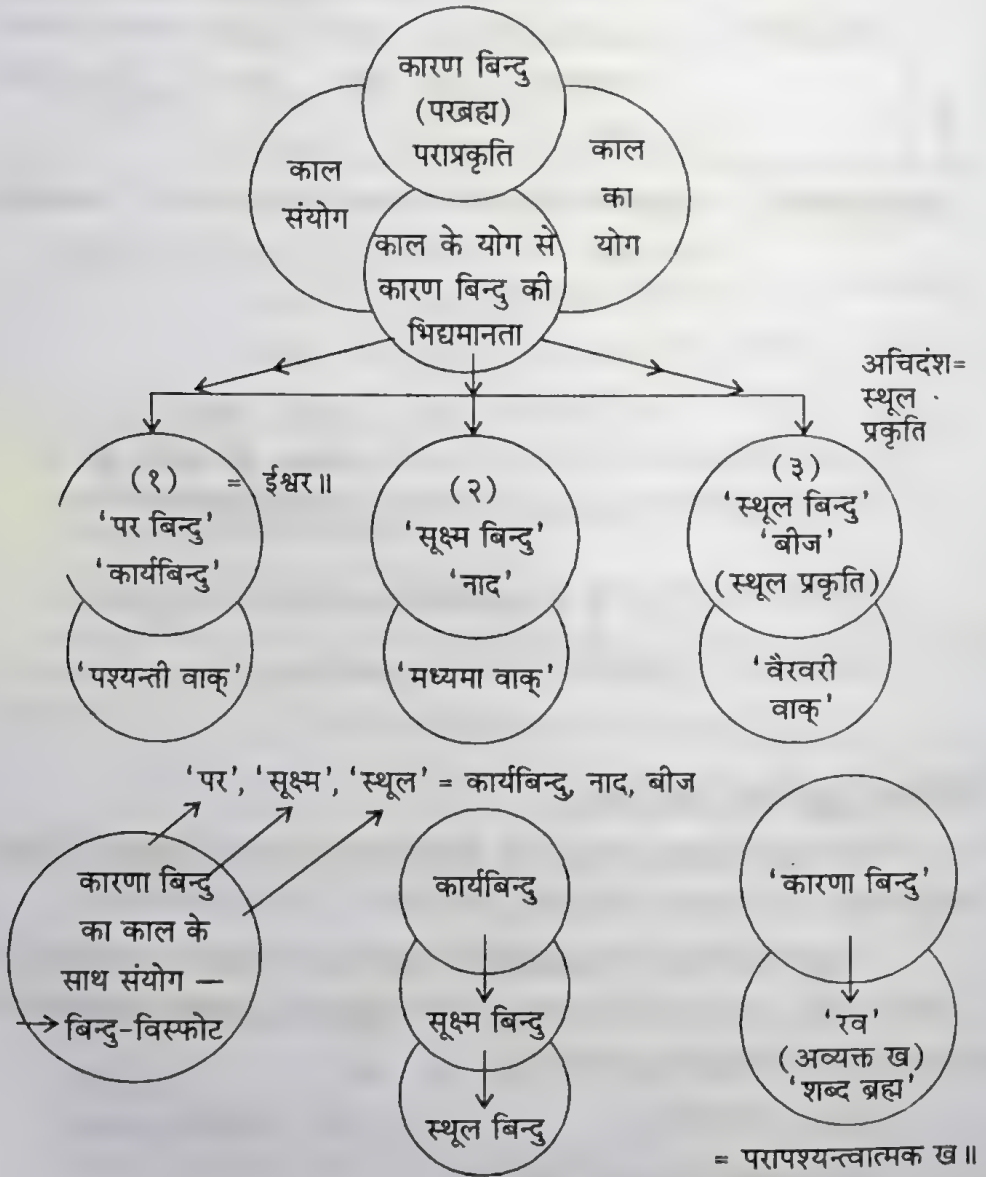 कारण बिन्दु
(परब्रह्म)
पराप्रकृति
काल
संयोग
काल
का
योग
काल के योग से
कारण बिन्दु की
भिद्यमानता
अचिदंश=
स्थूल
प्रकृति
(१) = ईश्वर॥
'पर बिन्दु'
'कार्यबिन्दु'
'पश्यन्ती वाक्'
(२)
'सूक्ष्म बिन्दु'
'नाद'
'मध्यमा वाक्'
(३)
'स्थूल बिन्दु'
'बीज'
(स्थूल प्रकृति)
'वैरवरी
वाक्'
'पर', 'सूक्ष्म', 'स्थूल' = कार्यबिन्दु, नाद, बीज
कारणा बिन्दु
का काल के
साथ संयोग —
बिन्दु-विस्फोट
कार्यबिन्दु
सूक्ष्म बिन्दु
स्थूल बिन्दु
'कारणा बिन्दु'
'रव'
(अव्यक्त ख)
'शब्द ब्रह्म'
= परापश्यन्त्वात्मक ख॥